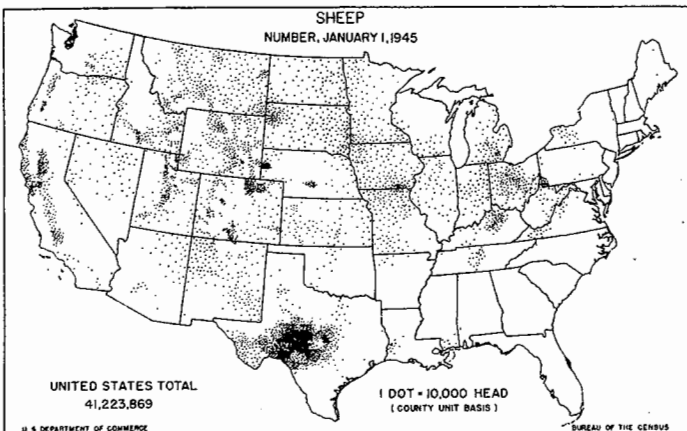 SHEEP
NUMBER, JANUARY 1, 1945
UNITED STATES TOTAL
41,223,869
1 DOT = 10,000 HEAD
(COUNTY UNIT BASIS)
U S DEPARTMENT OF COMMERCE
BUREAU OF THE CENSUS